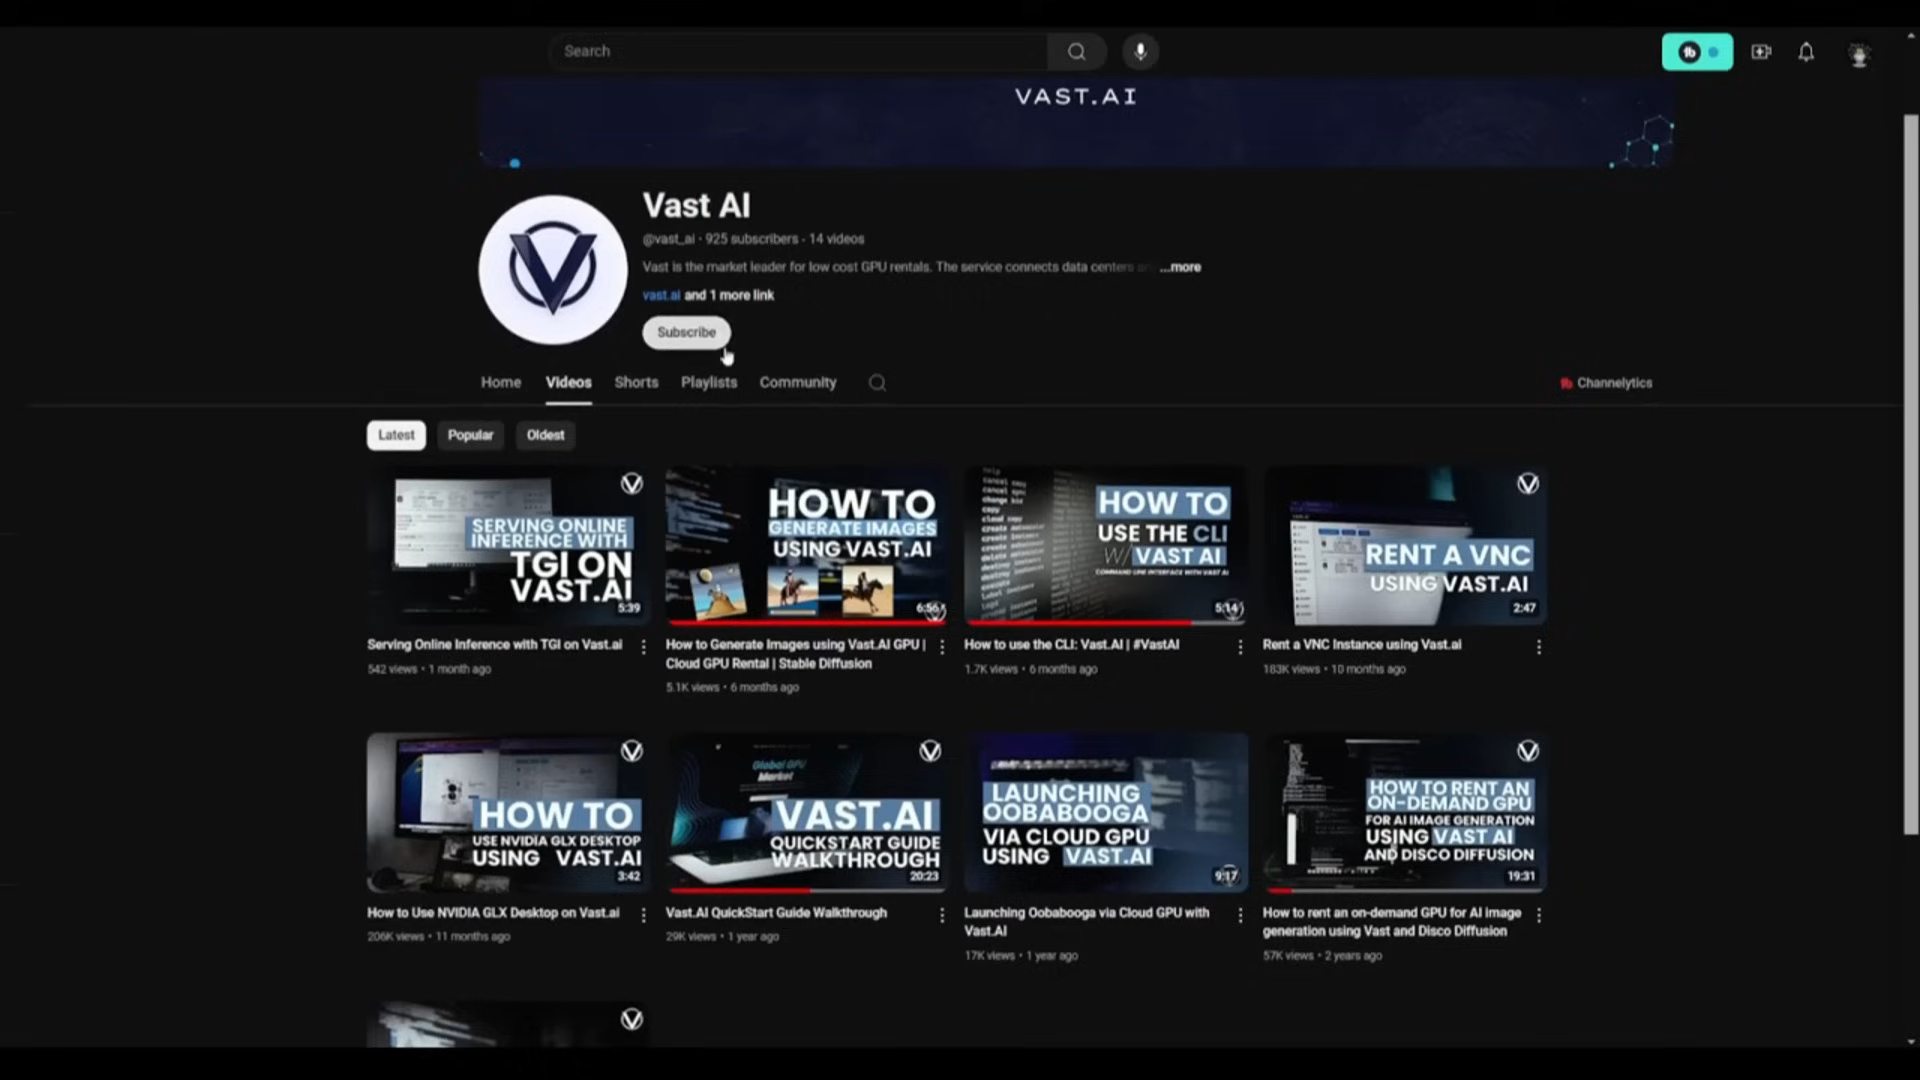 Search
VAST.AI
Vast AI
@vast_ai · 925 subscribers · 14 videos
Vast is the market leader for low cost GPU rentals. The service connects data centers ...more
vast.ai and 1 more link
Subscribe
Home Videos Shorts Playlists Community
Channelytics
Latest Popular Oldest
SERVING ONLINE
INFERENCE WITH
TGI ON
VAST.AI
5:39
HOW TO
GENERATE IMAGES
USING VAST.AI
6:56
HOW TO
USE THE CLI
W/ VAST AI
COMMAND LINE INTERFACE WITH VAST AI
5:14
RENT A VNC
USING VAST.AI
2:47
Serving Online Inference with TGI on Vast.ai
542 views • 1 month ago
How to Generate Images using Vast.AI GPU |
Cloud GPU Rental | Stable Diffusion
5.1K views • 6 months ago
How to use the CLI: Vast.AI | #VastAI
1.7K views • 6 months ago
Rent a VNC Instance using Vast.ai
183K views • 10 months ago
HOW TO
USE NVIDIA GLX DESKTOP
USING VAST.AI
3:42
Global GPU
Market
VAST.AI
QUICKSTART GUIDE
WALKTHROUGH
20:23
LAUNCHING
OOBABOOGA
VIA CLOUD GPU
USING VAST.AI
9:17
HOW TO RENT AN
ON-DEMAND GPU
FOR AI IMAGE GENERATION
USING VAST AI
AND DISCO DIFFUSION
19:31
How to Use NVIDIA GLX Desktop on Vast.ai
206K views • 11 months ago
Vast.AI QuickStart Guide Walkthrough
29K views • 1 year ago
Launching Oobabooga via Cloud GPU with
Vast.AI
17K views • 1 year ago
How to rent an on-demand GPU for AI image
generation using Vast and Disco Diffusion
57K views • 2 years ago